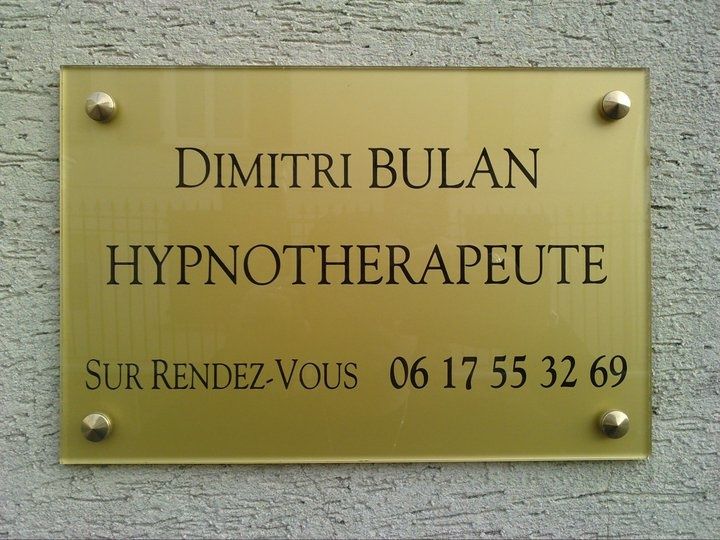 Dimitri BULAN
HYPNOTHERAPEUTE
Sur Rendez-Vous 06 17 55 32 69